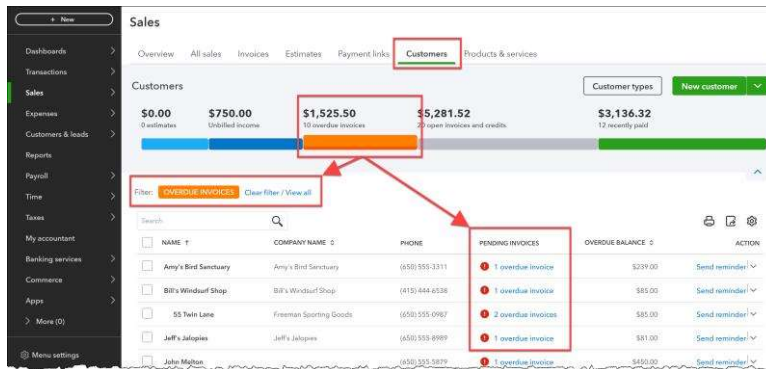 + New
Sales
Dashboards
Transactions
Sales
Expenses
Customers & leads
Reports
Payroll
Time
Taxes
My accountant
Banking services
Commerce
Apps
More (0)
Menu settings
Overview All sales Invoices Estimates Payment links Customers Products & services
Customers
Customer types New customer
$0.00 $750.00 $1,525.50 $5,281.52 $3,136.32
0 estimates Unbilled income 10 overdue invoices open invoices and credits 12 recently paid
Filter: OVERDUE INVOICES Clear filter / View all
Search
NAME COMPANY NAME PHONE PENDING INVOICES OVERDUE BALANCE ACTION
Amy's Bird Sanctuary Amy's Bird Sanctuary (650) 555-3311 1 overdue invoice $239.00 Send reminder
Bill's Windsurf Shop Bill's Windsurf Shop (415) 444-6538 1 overdue invoice $85.00 Send reminder
55 Twin Lane Freeman Sporting Goods (650) 555-0987 2 overdue invoices $85.00 Send reminder
Jeff's Jalopies Jeff's Jalopies (650) 555-8989 1 overdue invoice $81.00 Send reminder
John Melton (650) 555-5879 1 overdue invoice $450.00 Send reminder